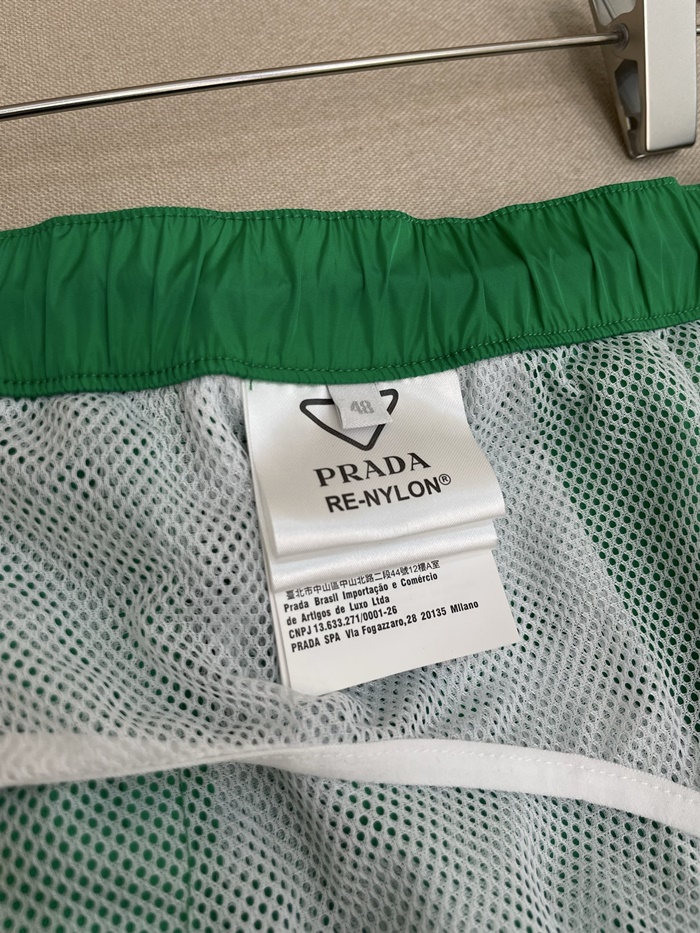 48
PRADA
RE-NYLON®
臺北市中山區中山北路二段44號12樓A室
Prada Brasil Importação e Comércio
de Artigos de Luxo Ltda
CNPJ 13.633.271/0001-26
PRADA SPA Via Fogazzaro,28 20135 Milano